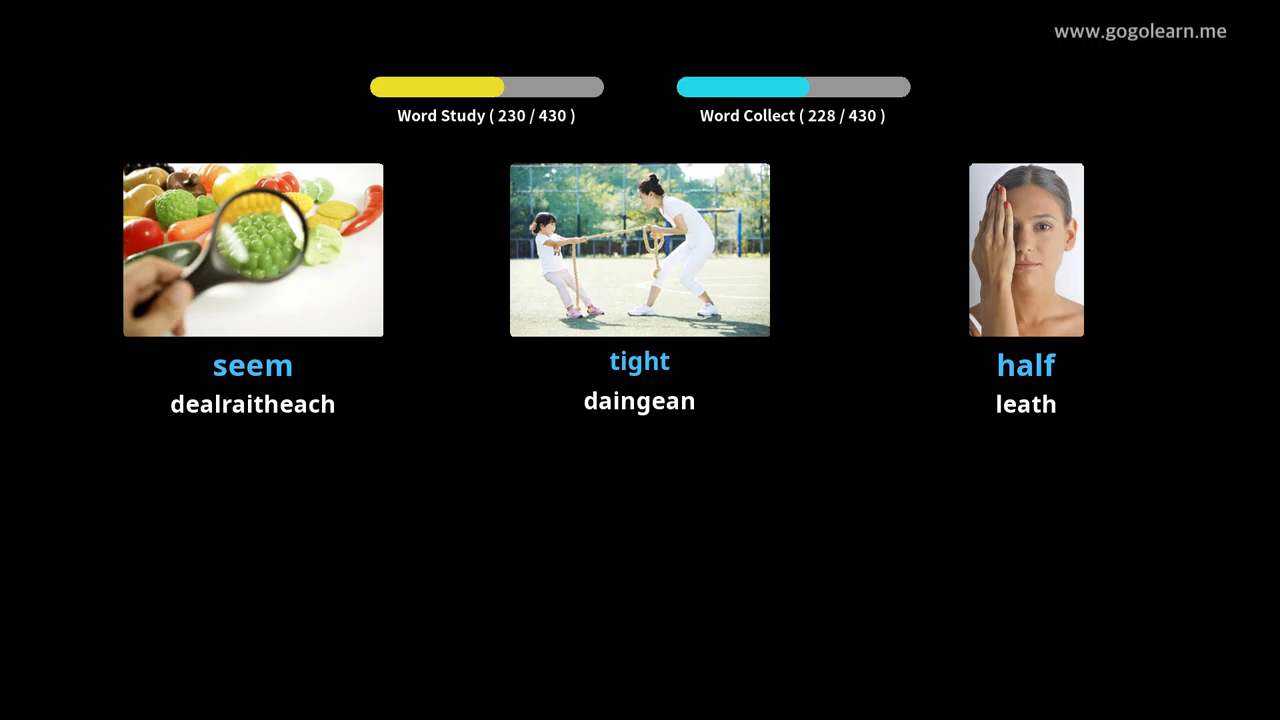 www.gogolearn.me
Word Study ( 230 / 430 )
Word Collect ( 228 / 430 )
seem
dealraitheach
tight
daingean
half
leath